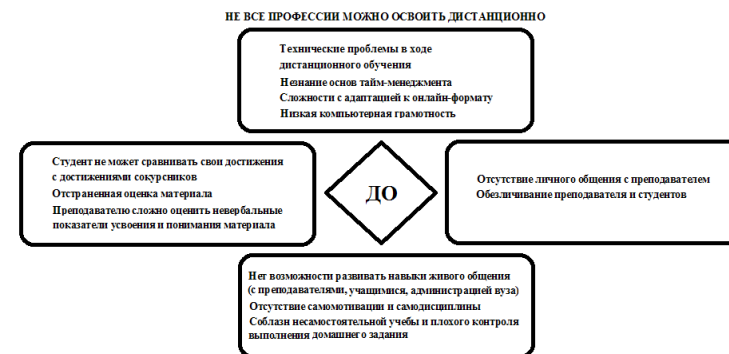 НЕ ВСЕ ПРОФЕССИИ МОЖНО ОСВОИТЬ ДИСТАНЦИОННО
Технические проблемы в ходе
дистанционного обучения
Незнание основ тайм-менеджмента
Сложности с адаптацией к онлайн-формату
Низкая компьютерная грамотность
Студент не может сравнивать свои достижения
с достижениями сокурсников
Отстраненная оценка материала
Преподавателю сложно оценить невербальные
показатели усвоения и понимания материала
ДО
Отсутствие личного общения с преподавателем
Обезличивание преподавателя и студентов
Нет возможности развивать навыки живого общения
(с преподавателями, учащимися, администрацией вуза)
Отсутствие самомотивации и самодисциплины
Соблазн несамостоятельной учебы и плохого контроля
выполнения домашнего задания